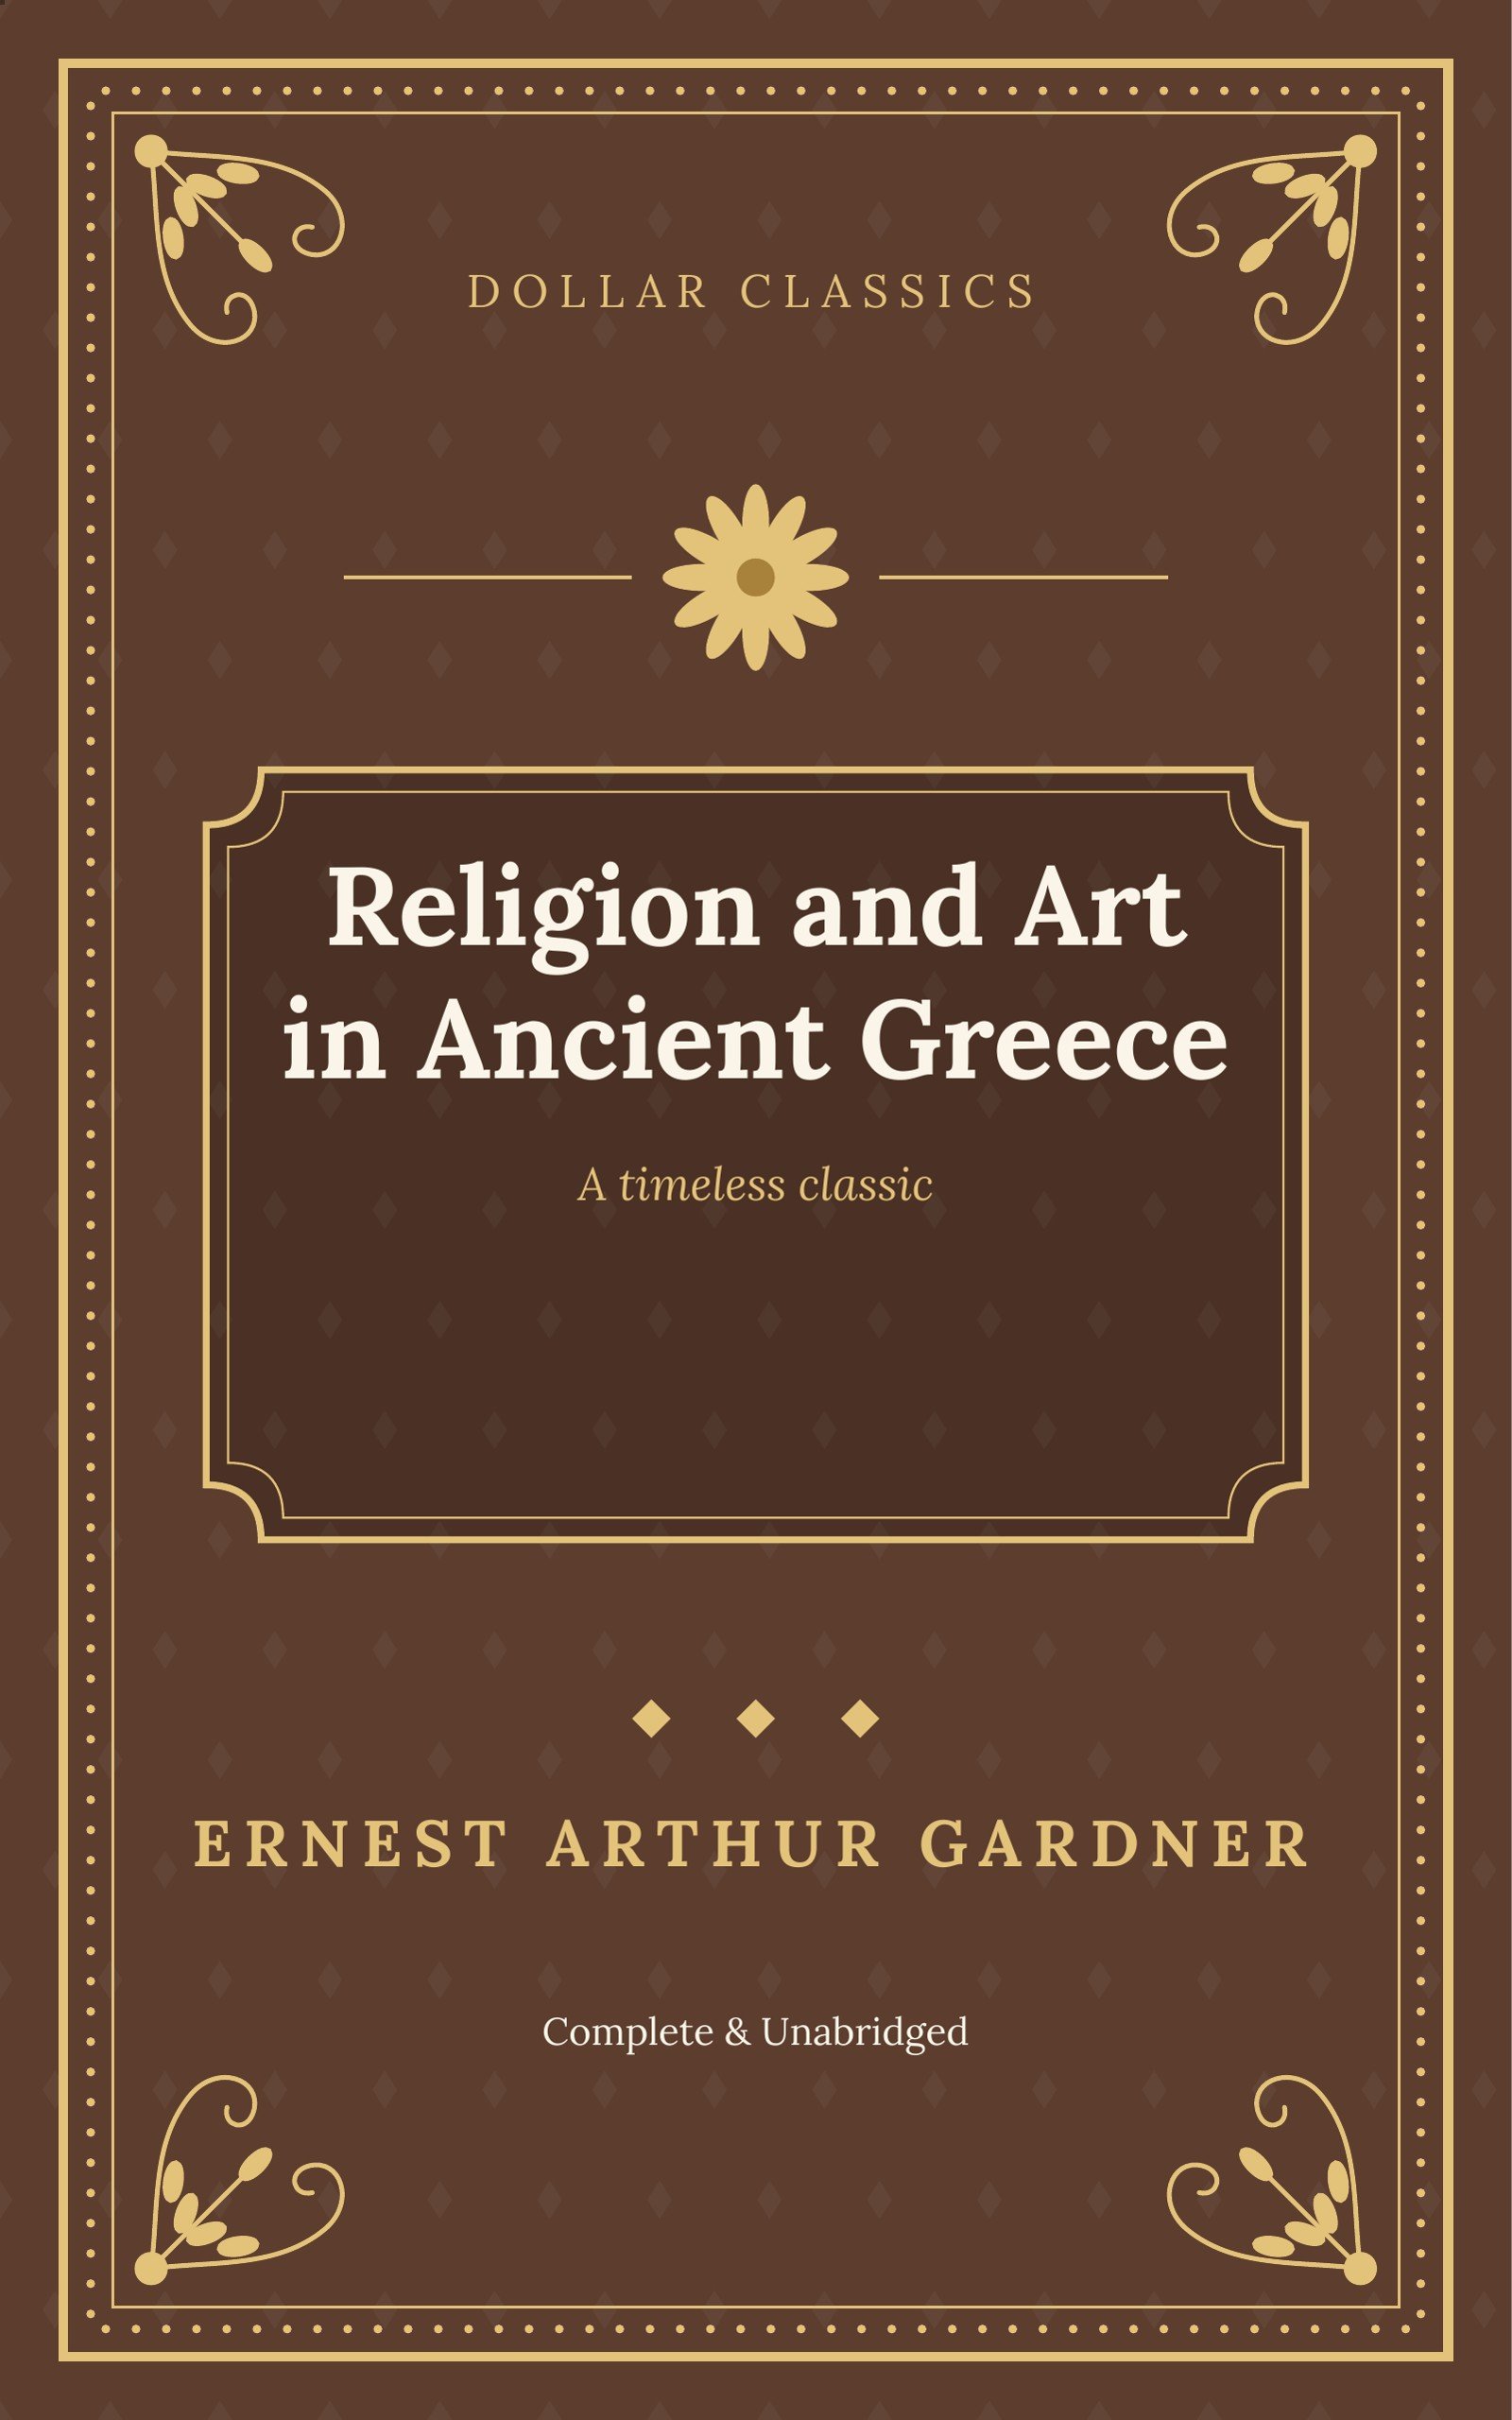 DOLLAR CLASSICS
Religion and Art
in Ancient Greece
A timeless classic
ERNEST ARTHUR GARDNER
Complete & Unabridged